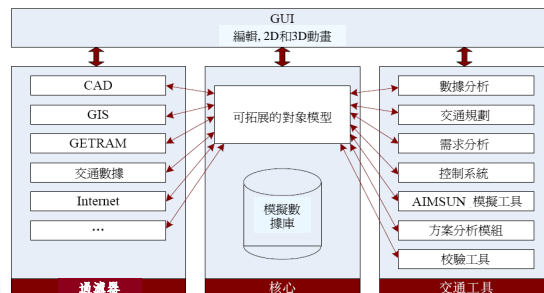 GUI
編輯, 2D和3D動畫
CAD
GIS
GETRAM
交通數據
Internet
…
過濾器
可拓展的對象模型
模擬數
據庫
核心
數據分析
交通規劃
需求分析
控制系統
AIMSUN 模擬工具
方案分析模組
校驗工具
交通工具